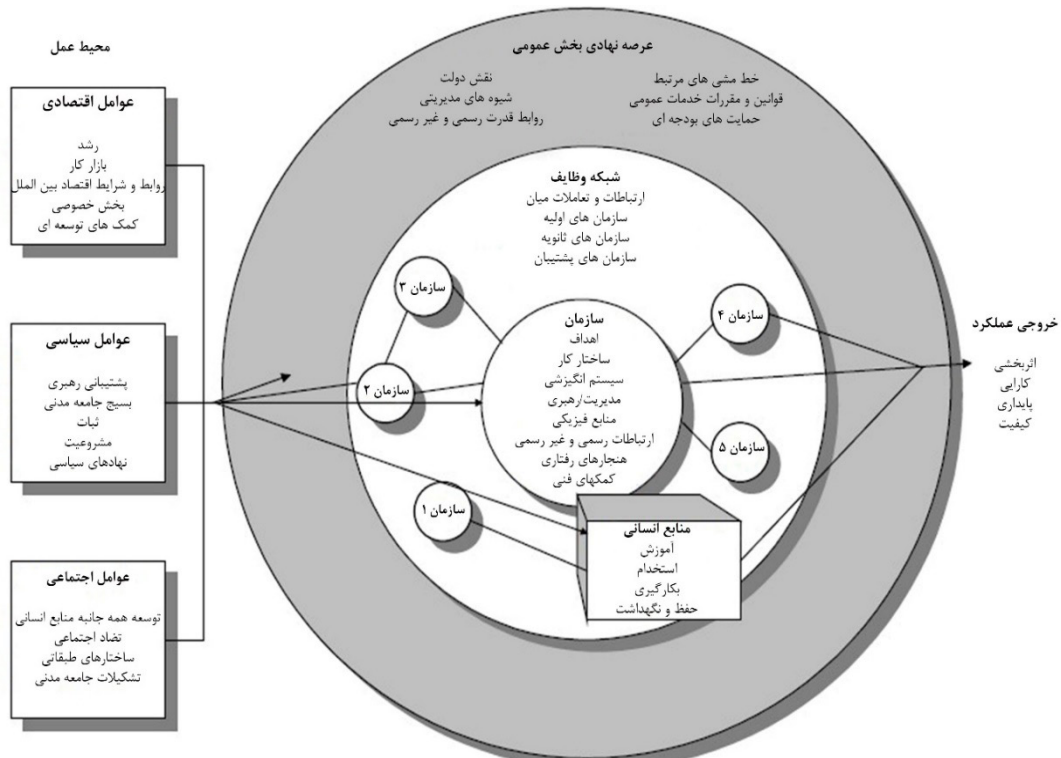 محیط عمل
عوامل اقتصادی
رشد
بازار کار
روابط و شرایط اقتصاد بین الملل
بخش خصوصی
کمک های توسعه ای
عوامل سیاسی
پشتیبانی رهبری
بسیج جامعه مدنی
ثبات
مشروعیت
نهادهای سیاسی
عوامل اجتماعی
توسعه همه جانبه منابع انسانی
تضاد اجتماعی
ساختارهای طبقاتی
تشکیلات جامعه مدنی
عرصه نهادی بخش عمومی
خط مشی های مرتبط
قوانین و مقررات خدمات عمومی
حمایت های بودجه ای
نقش دولت
شیوه های مدیریتی
روابط قدرت رسمی و غیر رسمی
شبکه وظایف
ارتباطات و تعاملات میان
سازمان های اولیه
سازمان های ثانویه
سازمان های پشتیبان
سازمان ۳
سازمان ۲
سازمان ۱
سازمان ۴
سازمان ۵
سازمان
اهداف
ساختار کار
سیستم انگیزشی
مدیریت/رهبری
منابع فیزیکی
ارتباطات رسمی و غیر رسمی
هنجارهای رفتاری
کمکهای فنی
منابع انسانی
آموزش
استخدام
بکارگیری
حفظ و نگهداشت
خروجی عملکرد
اثربخشی
کارایی
پایداری
کیفیت